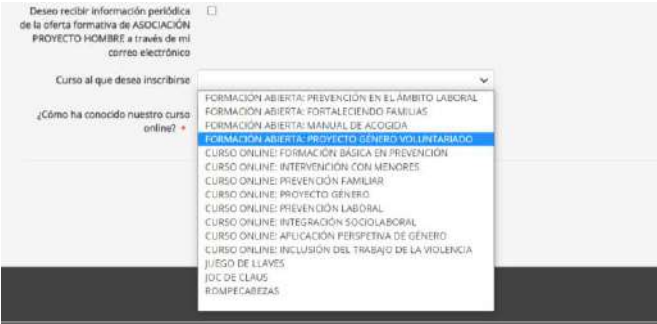 Deseo recibir información periódica
de la oferta formativa de ASOCIACIÓN
PROYECTO HOMBRE a través de mi
correo electrónico
Curso al que desea inscribirse
¿Cómo ha conocido nuestro curso
online? *
FORMACIÓN ABIERTA: PREVENCIÓN EN EL ÁMBITO LABORAL
FORMACIÓN ABIERTA: FORTALECIENDO FAMILIAS
FORMACIÓN ABIERTA: MANUAL DE ACOGIDA
FORMACIÓN ABIERTA: PROYECTO GÉNERO VOLUNTARIADO
CURSO ONLINE: FORMACIÓN BÁSICA EN PREVENCIÓN
CURSO ONLINE: INTERVENCIÓN CON MENORES
CURSO ONLINE: PREVENCIÓN FAMILIAR
CURSO ONLINE: PROYECTO GÉNERO
CURSO ONLINE: PREVENCIÓN LABORAL
CURSO ONLINE: INTEGRACIÓN SOCIOLABORAL
CURSO ONLINE: APLICACIÓN PERSPETIVA DE GÉNERO
CURSO ONLINE: INCLUSIÓN DEL TRABAJO DE LA VIOLENCIA
JUEGO DE LLAVES
JOC DE CLAUS
ROMPECABEZAS